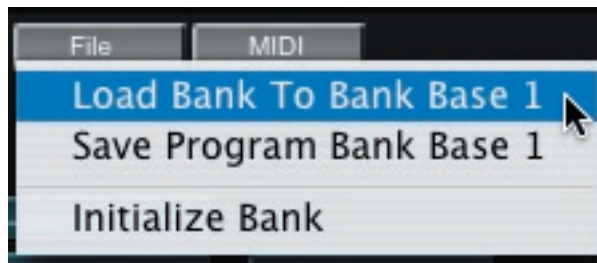 File MIDI
Load Bank To Bank Base 1
Save Program Bank Base 1
Initialize Bank